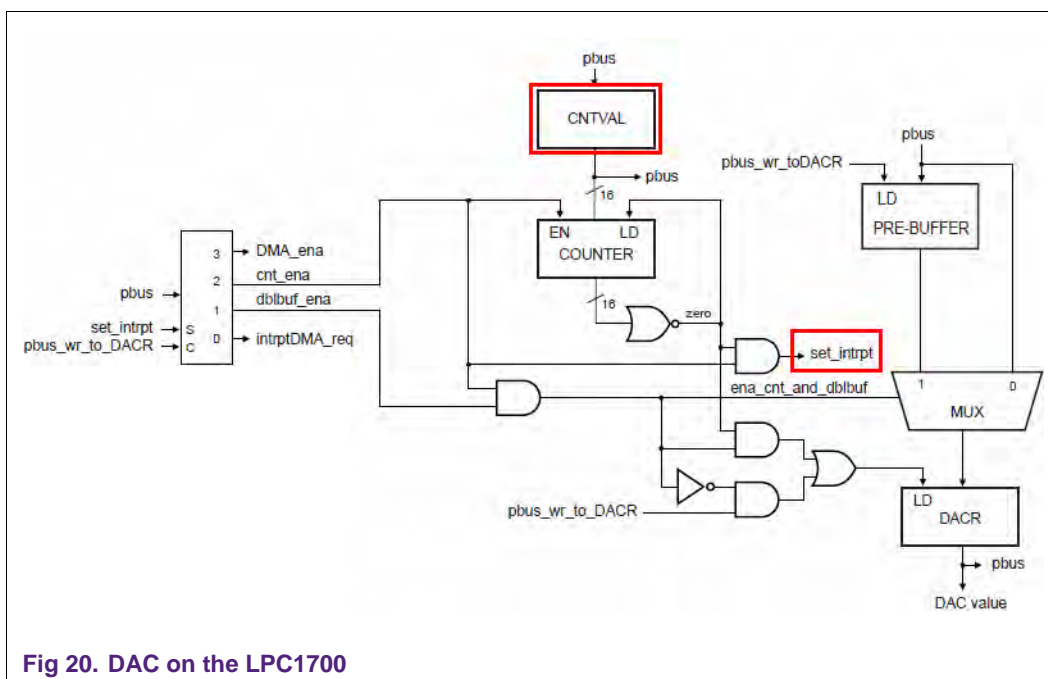 pbus
CNTVAL
pbus
16
pbus
pbus_wr_toDACR
LD
PRE-BUFFER
EN LD
COUNTER
3 DMA_ena
2 cnt_ena
1 dblbuf_ena
0 intrptDMA_req
pbus
set_intrpt S
pbus_wr_to_DACR C
16
zero
set_intrpt
ena_cnt_and_dblbuf
1 0
MUX
pbus_wr_to_DACR
LD
DACR
pbus
DAC value
Fig 20. DAC on the LPC1700